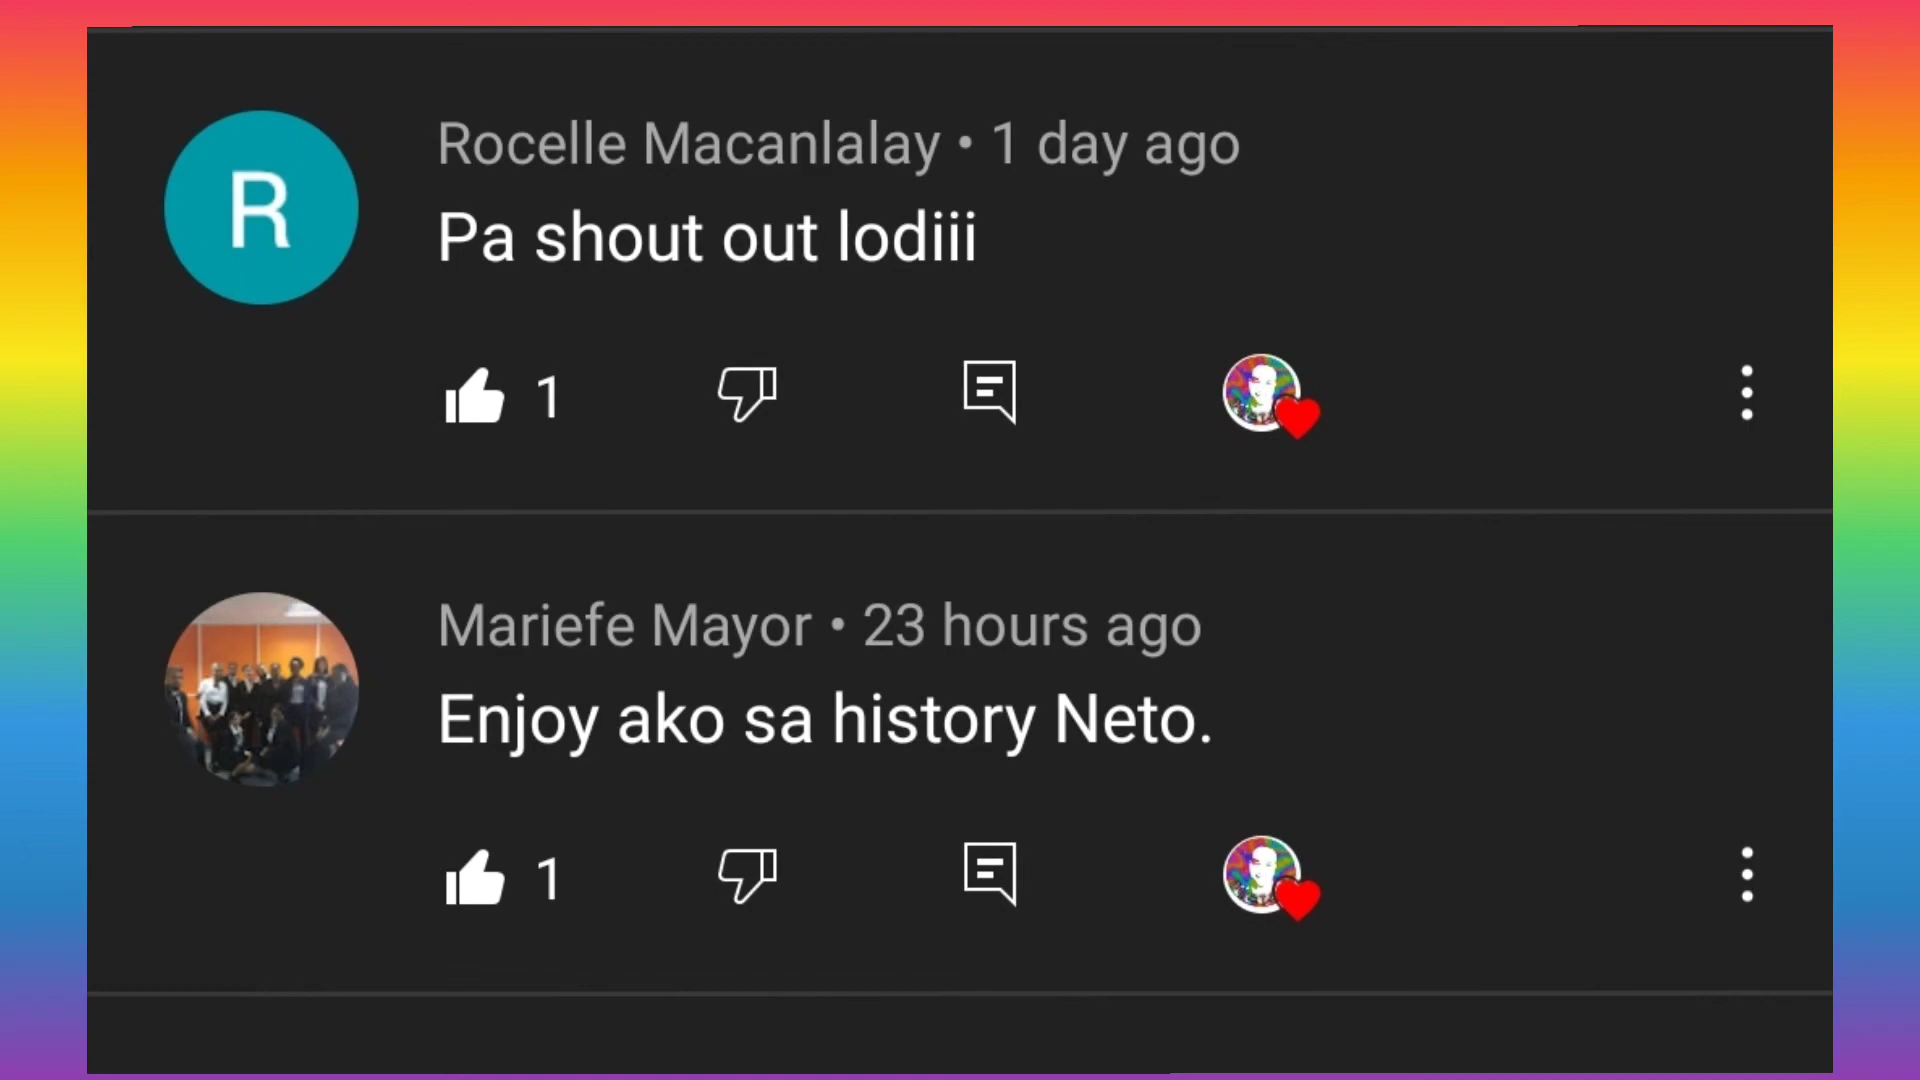 R
Rocelle Macanlalay • 1 day ago
Pa shout out lodiii
1
Mariefe Mayor • 23 hours ago
Enjoy ako sa history Neto.
1